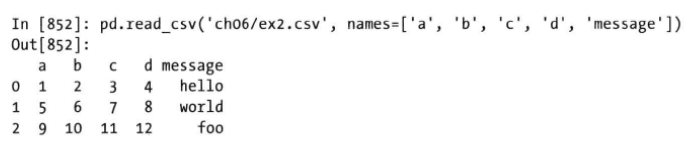 In [852]: pd.read_csv('ch06/ex2.csv', names=['a', 'b', 'c', 'd', 'message'])
Out[852]:
a b c d message
0 1 2 3 4 hello
1 5 6 7 8 world
2 9 10 11 12 foo